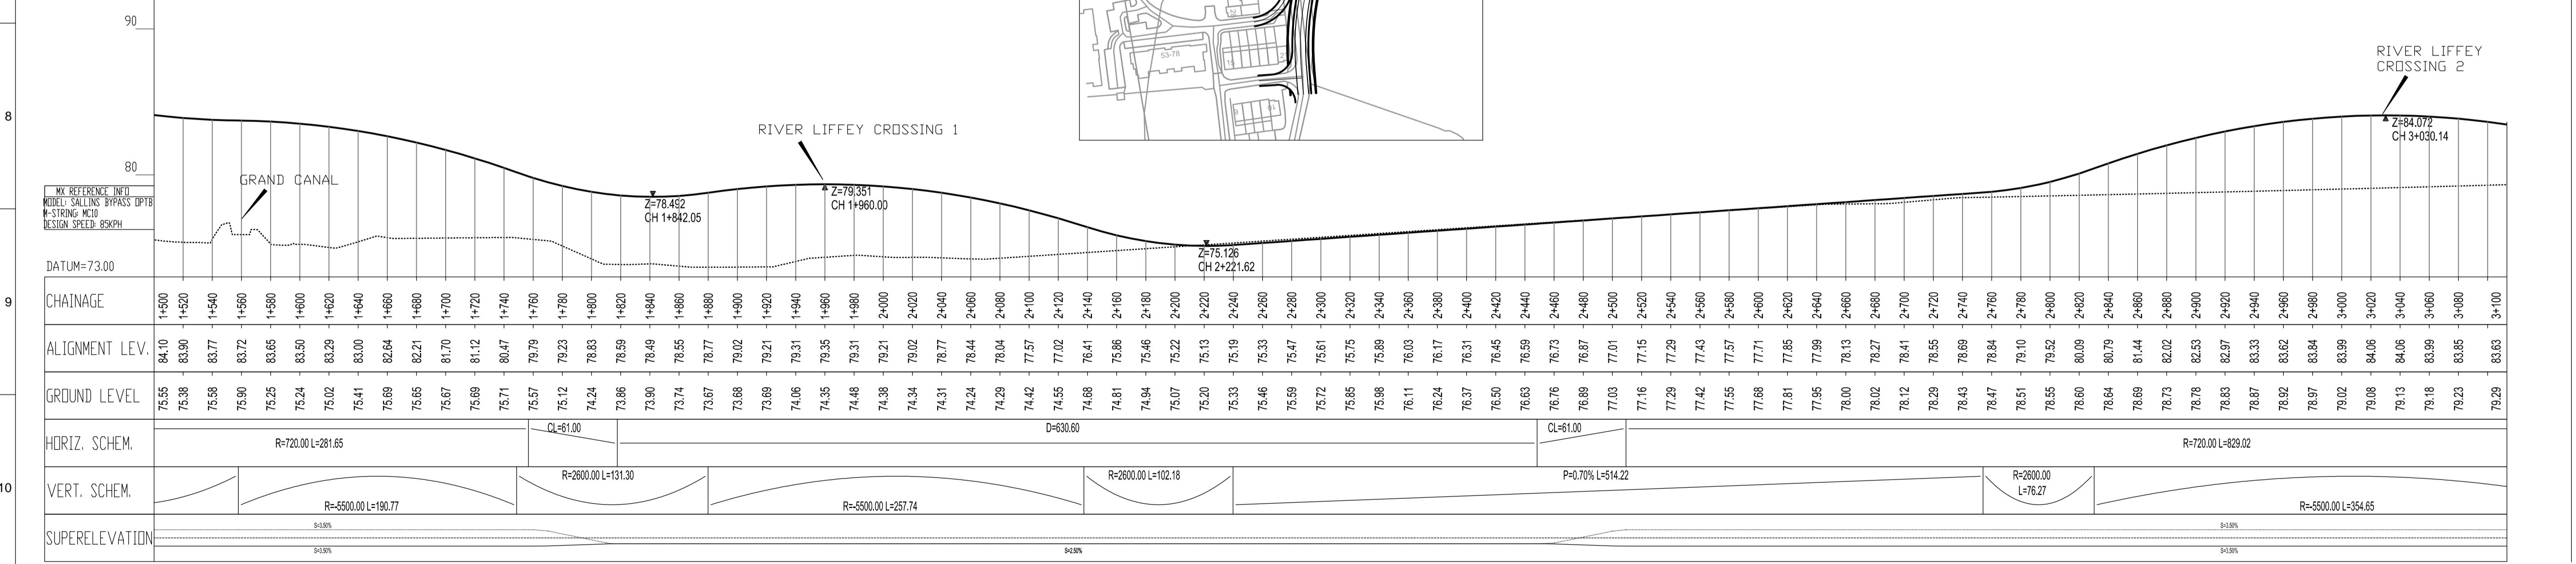 90
80
8
9
10
53-78
RIVER LIFFEY
CROSSING 2
Z=84.072
CH 3+030.14
RIVER LIFFEY CROSSING 1
Z=79.351
CH 1+960.00
GRAND CANAL
Z=78.492
CH 1+842.05
Z=75.126
CH 2+221.62
MX REFERENCE INFO
MODEL: SALLINS BYPASS OPTB
M-STRING: MC10
DESIGN SPEED: 85KPH
DATUM=73.00
CHAINAGE 1+500 1+520 1+540 1+560 1+580 1+600 1+620 1+640 1+660 1+680 1+700 1+720 1+740 1+760 1+780 1+800 1+820 1+840 1+860 1+880 1+900 1+920 1+940 1+960 1+980 2+000 2+020 2+040 2+060 2+080 2+100 2+120 2+140 2+160 2+180 2+200 2+220 2+240 2+260 2+280 2+300 2+320 2+340 2+360 2+380 2+400 2+420 2+440 2+460 2+480 2+500 2+520 2+540 2+560 2+580 2+600 2+620 2+640 2+660 2+680 2+700 2+720 2+740 2+760 2+780 2+800 2+820 2+840 2+860 2+880 2+900 2+920 2+940 2+960 2+980 3+000 3+020 3+040 3+060 3+080 3+100
ALIGNMENT LEV. 84.10 83.90 83.77 83.72 83.65 83.50 83.29 83.00 82.64 82.21 81.70 81.12 80.47 79.79 79.23 78.83 78.59 78.49 78.55 78.77 79.02 79.21 79.31 79.35 79.31 79.21 79.02 78.77 78.44 78.04 77.57 77.02 76.41 75.86 75.46 75.22 75.13 75.19 75.33 75.47 75.61 75.75 75.89 76.03 76.17 76.31 76.45 76.59 76.73 76.87 77.01 77.15 77.29 77.43 77.57 77.71 77.85 77.99 78.13 78.27 78.41 78.55 78.69 78.84 79.10 79.52 80.09 80.79 81.44 82.02 82.53 82.97 83.33 83.62 83.84 83.99 84.06 84.06 83.99 83.85 83.63
GROUND LEVEL 75.55 75.38 75.58 75.90 75.25 75.24 75.02 75.41 75.69 75.65 75.67 75.69 75.71 75.57 75.12 74.24 73.86 73.90 73.74 73.67 73.68 73.69 74.06 74.35 74.48 74.38 74.34 74.31 74.24 74.29 74.42 74.55 74.68 74.81 74.94 75.07 75.20 75.33 75.46 75.59 75.72 75.85 75.98 76.11 76.24 76.37 76.50 76.63 76.76 76.89 77.03 77.16 77.29 77.42 77.55 77.68 77.81 77.95 78.00 78.02 78.12 78.29 78.43 78.47 78.51 78.55 78.60 78.64 78.69 78.73 78.78 78.83 78.87 78.92 78.97 79.02 79.08 79.13 79.18 79.23 79.29
HORIZ. SCHEM. R=720.00 L=281.65 CL=61.00 D=630.60 CL=61.00 R=720.00 L=829.02
VERT. SCHEM. R=-5500.00 L=190.77 R=2600.00 L=131.30 R=-5500.00 L=257.74 R=2600.00 L=102.18 P=0.70% L=514.22 R=2600.00
L=76.27 R=-5500.00 L=354.65
SUPERELEVATION S=3.50% S=3.50% S=2.50% S=3.50% S=3.50%